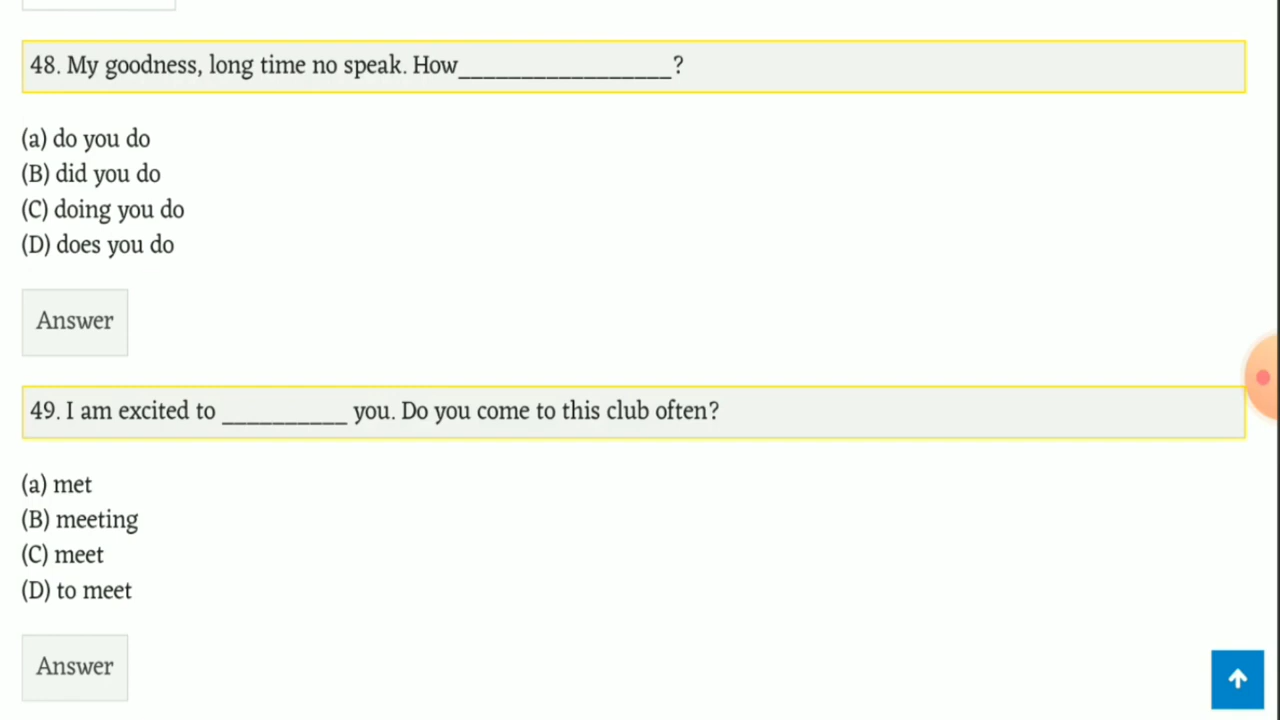 48. My goodness, long time no speak. How_________________?
(a) do you do
(B) did you do
(C) doing you do
(D) does you do
Answer
49. I am excited to __________ you. Do you come to this club often?
(a) met
(B) meeting
(C) meet
(D) to meet
Answer